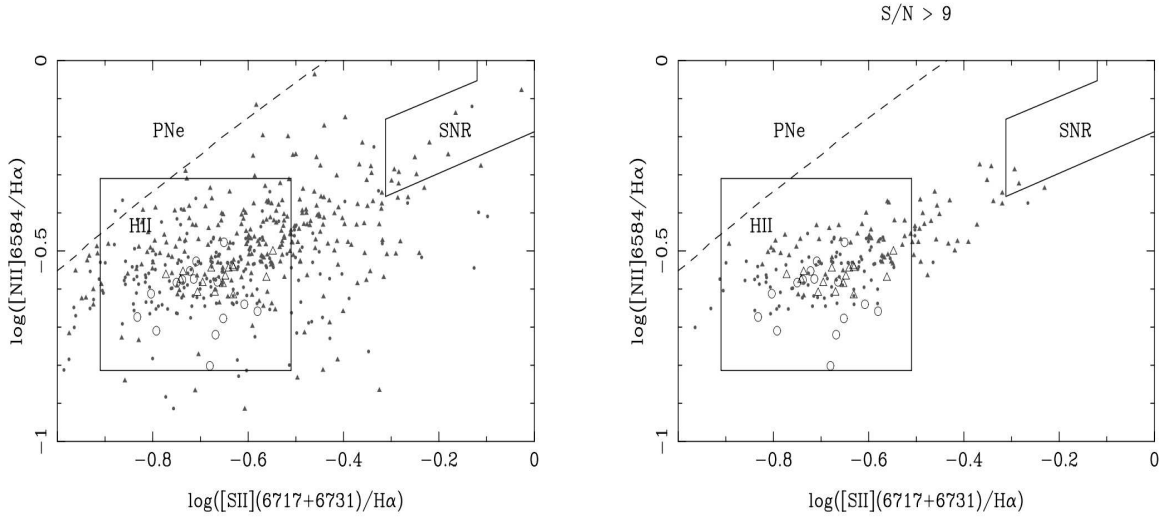 S/N > 9
0
−0.5
−1
log([NII]6584/Hα)
PNe
SNR
HII
−0.8
−0.6
−0.4
−0.2
0
log([SII](6717+6731)/Hα)
0
−0.5
−1
log([NII]6584/Hα)
PNe
SNR
HII
−0.8
−0.6
−0.4
−0.2
0
log([SII](6717+6731)/Hα)